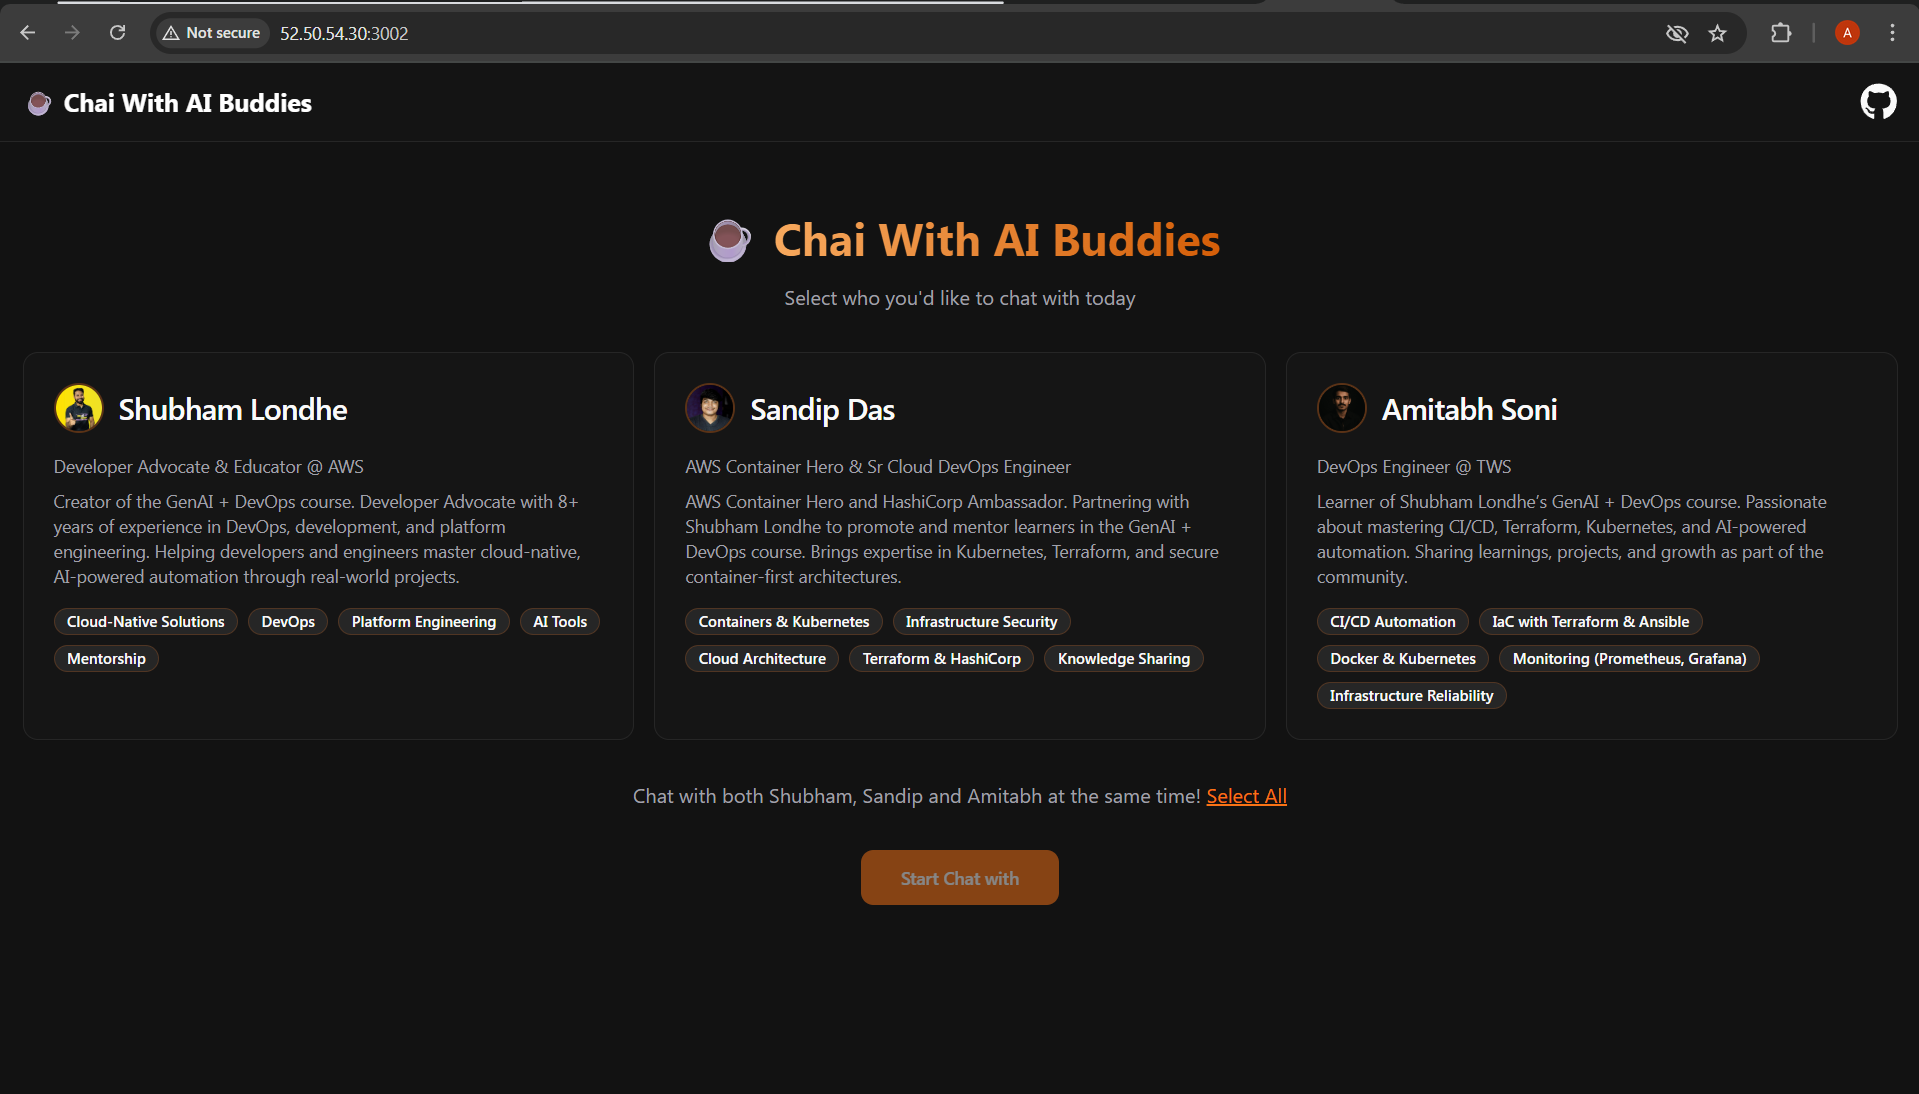 Not secure 52.50.54.30:3002
A
Chai With AI Buddies
Chai With AI Buddies
Select who you'd like to chat with today
Shubham Londhe
Developer Advocate & Educator @ AWS
Creator of the GenAI + DevOps course. Developer Advocate with 8+
years of experience in DevOps, development, and platform
engineering. Helping developers and engineers master cloud-native,
AI-powered automation through real-world projects.
Cloud-Native Solutions DevOps Platform Engineering AI Tools
Mentorship
Sandip Das
AWS Container Hero & Sr Cloud DevOps Engineer
AWS Container Hero and HashiCorp Ambassador. Partnering with
Shubham Londhe to promote and mentor learners in the GenAI +
DevOps course. Brings expertise in Kubernetes, Terraform, and secure
container-first architectures.
Containers & Kubernetes Infrastructure Security
Cloud Architecture Terraform & HashiCorp Knowledge Sharing
Amitabh Soni
DevOps Engineer @ TWS
Learner of Shubham Londhe’s GenAI + DevOps course. Passionate
about mastering CI/CD, Terraform, Kubernetes, and AI-powered
automation. Sharing learnings, projects, and growth as part of the
community.
CI/CD Automation IaC with Terraform & Ansible
Docker & Kubernetes Monitoring (Prometheus, Grafana)
Infrastructure Reliability
Chat with both Shubham, Sandip and Amitabh at the same time! Select All
Start Chat with